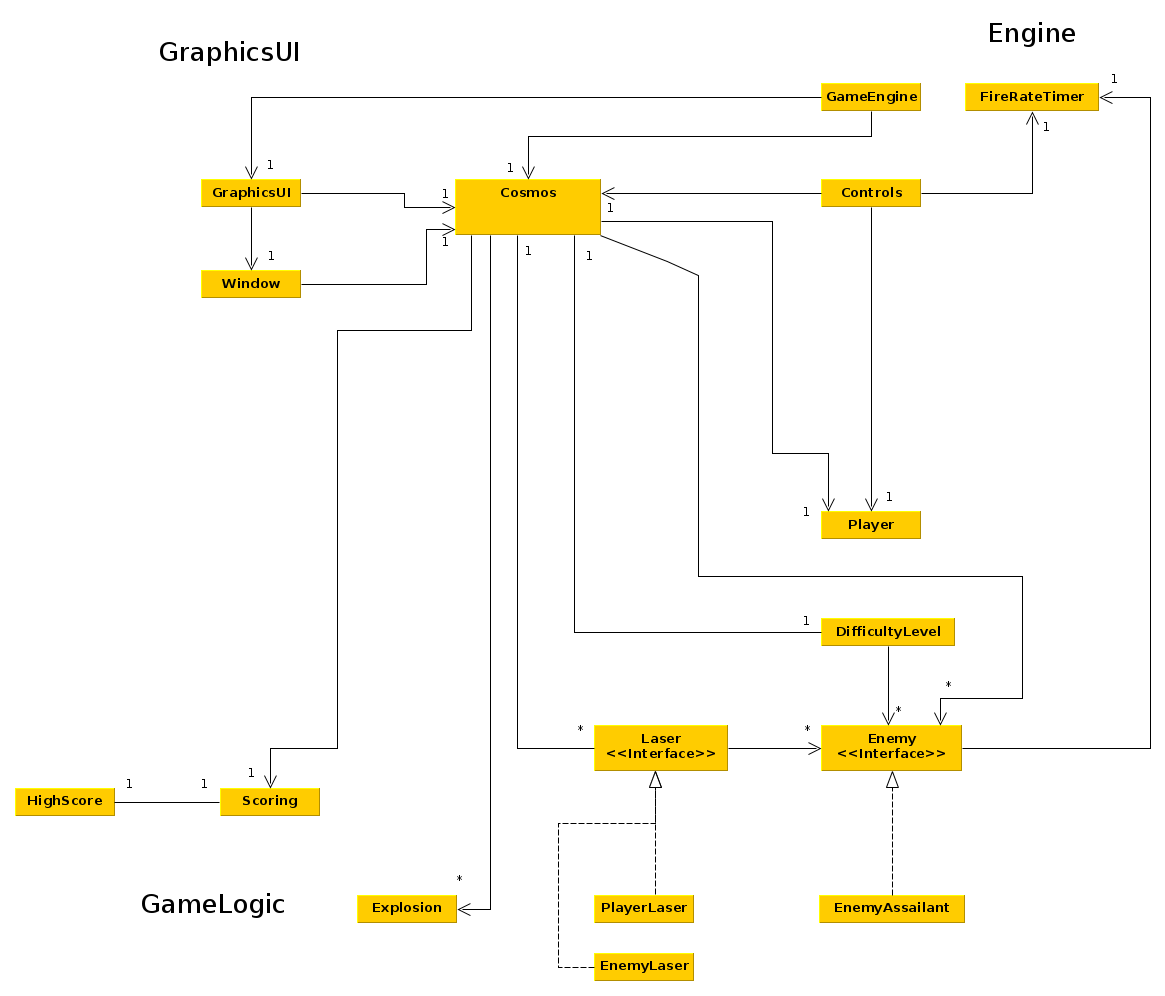 Engine
GraphicsUI
1
GameEngine
FireRateTimer
1
1
1
1
GraphicsUI
Cosmos
Controls
1
1
1
1
1
1
Window
1
1
Player
1
DifficultyLevel
*
*
*
*
Laser
<<Interface>>
Enemy
<<Interface>>
1
1
1
HighScore
Scoring
*
GameLogic
Explosion
PlayerLaser
EnemyAssailant
EnemyLaser